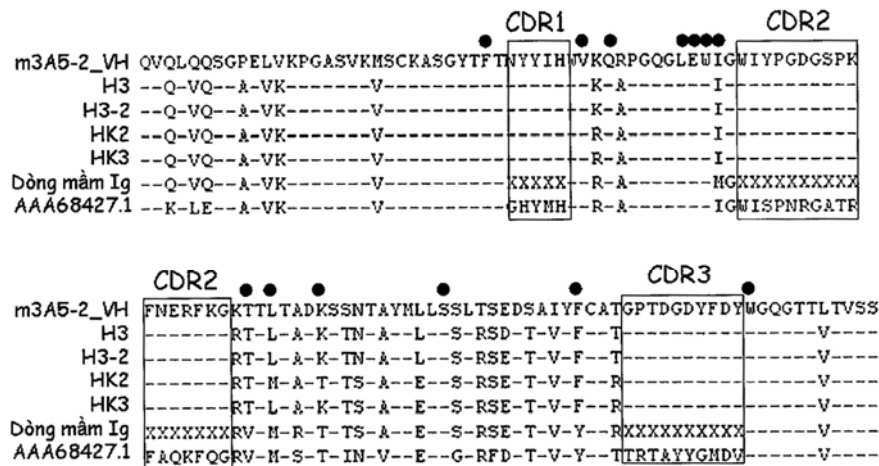 CDR1 CDR2
m3A5-2_VH QVQLQQSGPELVKPGASVKMSCKASGYTFTNYYIHWVKQRPGQGLEWIGWIYPGDGSPK
H3 --Q-VQ--A-VK-------V-----------------K-A-------I-----------
H3-2 --Q-VQ--A-VK-------V-----------------K-A-------I-----------
HK2 --Q-VQ--A-VK-------V-----------------R-A-------I-----------
HK3 --Q-VQ--A-VK-------V-----------------R-A-------I-----------
Dòng mầm Ig --Q-VQ--A-VK-------V----------XXXXX--R-A-------MGXXXXXXXXXX
AAA68427.1 --K-LE--A-VK-------V----------GHYMH--R-A-------IGWISPNRGATR
CDR2 CDR3
m3A5-2_VH FNERFKGKTTLTADKSSNTAYMLLSSLTSEDSAIYFCATGPTDGDYFDYWGQGTTLTVSS
H3 -------RT-L-A-K-TN-A--L--S-RSD-T-V-F--T----------------V----
H3-2 -------RT-L-A-K-TN-A--L--S-RSD-T-V-F--T----------------V----
HK2 -------RT-M-A-T-TS-A--E--S-RSE-T-V-F--R----------------V----
HK3 -------RT-L-A-K-TS-A--E--S-RSE-T-V-F--R----------------V----
Dòng mầm Ig XXXXXXXRV-M-R-T-TS-A--E--S-RSE-T-V-Y--RXXXXXXXXXX------V----
AAA68427.1 FAQKFQGRV-M-S-T-IN-V--E--G-RFD-T-V-Y--RTRTAYYGMDV------V----